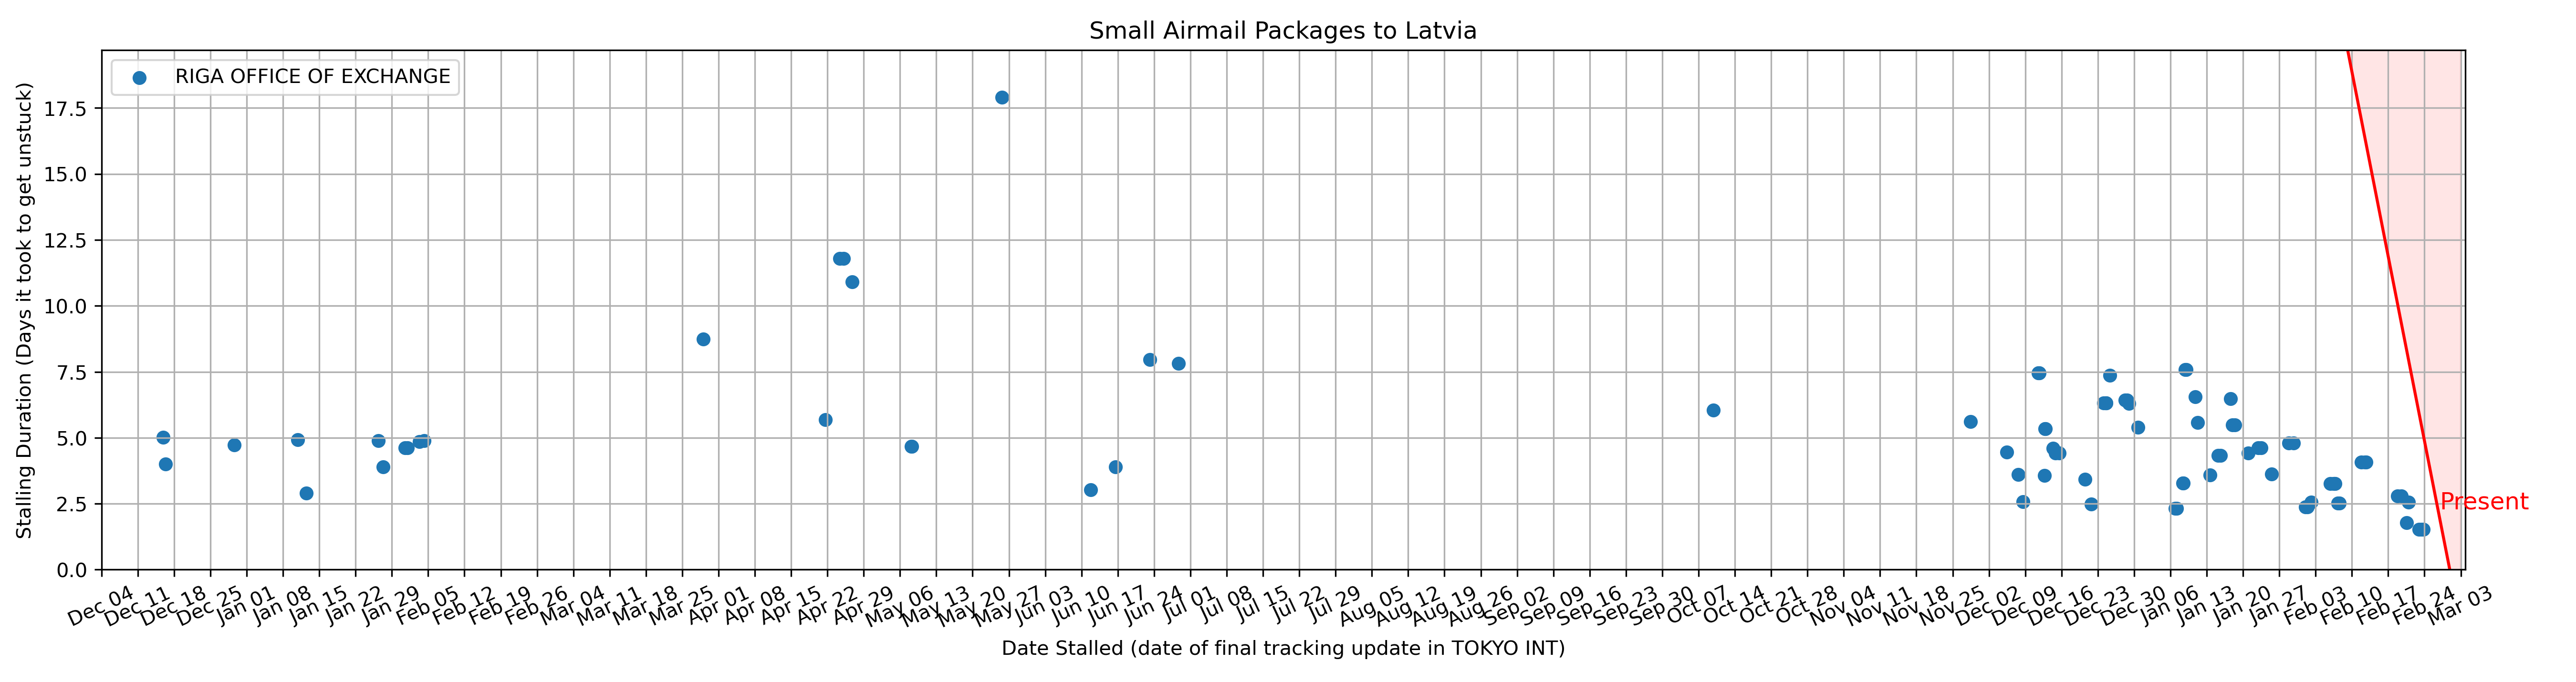 Small Airmail Packages to Latvia
RIGA OFFICE OF EXCHANGE
Stalling Duration (Days it took to get unstuck)
17.5
15.0
12.5
10.0
7.5
5.0
2.5
0.0
Present
Dec 04 Dec 11 Dec 18 Dec 25 Jan 01 Jan 08 Jan 15 Jan 22 Jan 29 Feb 05 Feb 12 Feb 19 Feb 26 Mar 04 Mar 11 Mar 18 Mar 25 Apr 01 Apr 08 Apr 15 Apr 22 Apr 29 May 06 May 13 May 20 May 27 Jun 03 Jun 10 Jun 17 Jun 24 Jul 01 Jul 08 Jul 15 Jul 22 Jul 29 Aug 05 Aug 12 Aug 19 Aug 26 Sep 02 Sep 09 Sep 16 Sep 23 Sep 30 Oct 07 Oct 14 Oct 21 Oct 28 Nov 04 Nov 11 Nov 18 Nov 25 Dec 02 Dec 09 Dec 16 Dec 23 Dec 30 Jan 06 Jan 13 Jan 20 Jan 27 Feb 03 Feb 10 Feb 17 Feb 24 Mar 03
Date Stalled (date of final tracking update in TOKYO INT)